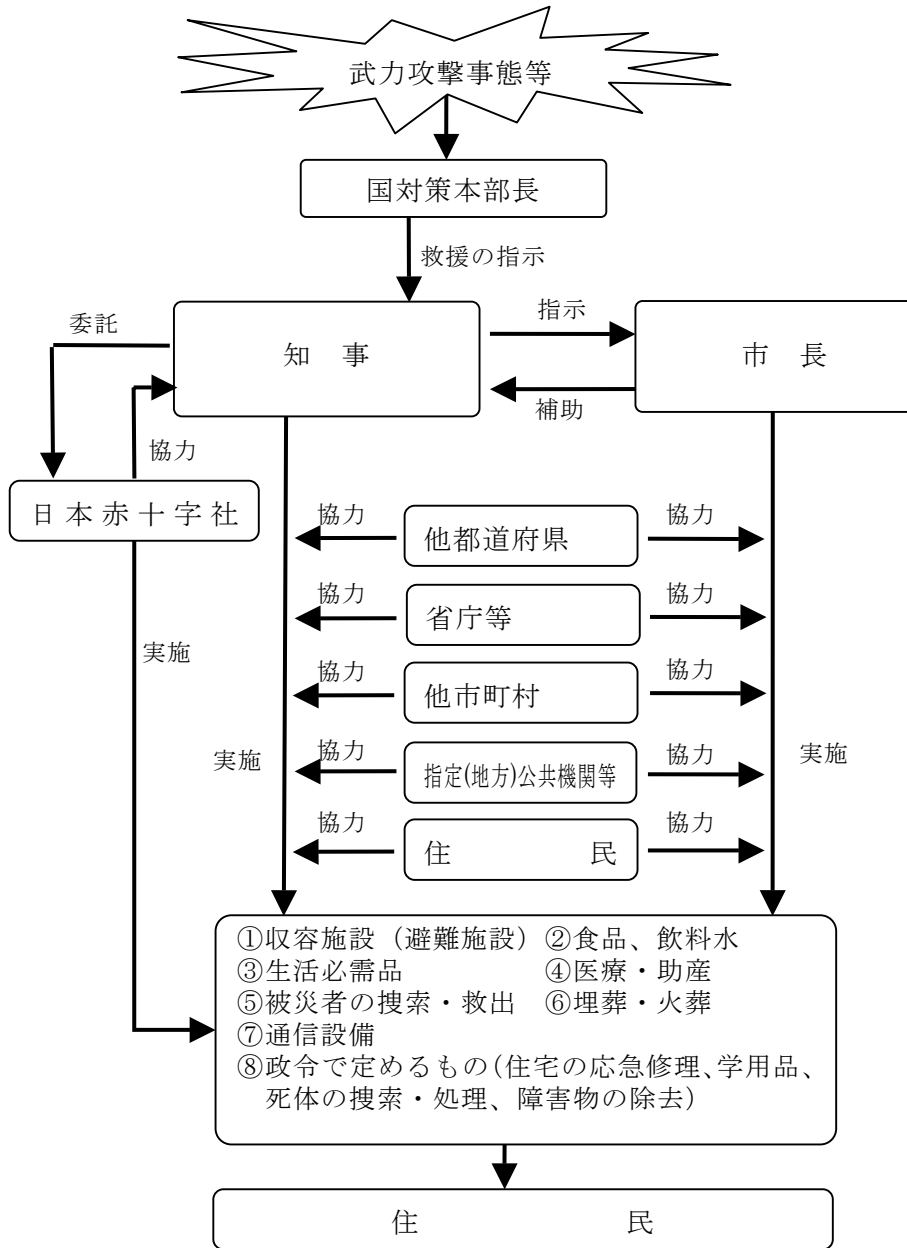 武力攻撃事態等
国対策本部長
救援の指示
委託
知　事
指示
市　長
補助
協力
日本赤十字社
協力
他都道府県
協力
協力
省庁等
協力
実施
協力
他市町村
協力
実施
協力
指定(地方)公共機関等
協力
実施
協力
住　　　　　民
協力
①収容施設（避難施設）②食品、飲料水
③生活必需品　　　　　④医療・助産
⑤被災者の捜索・救出　⑥埋葬・火葬
⑦通信設備
⑧政令で定めるもの(住宅の応急修理、学用品、
死体の捜索・処理、障害物の除去)
住　　　　　　　民